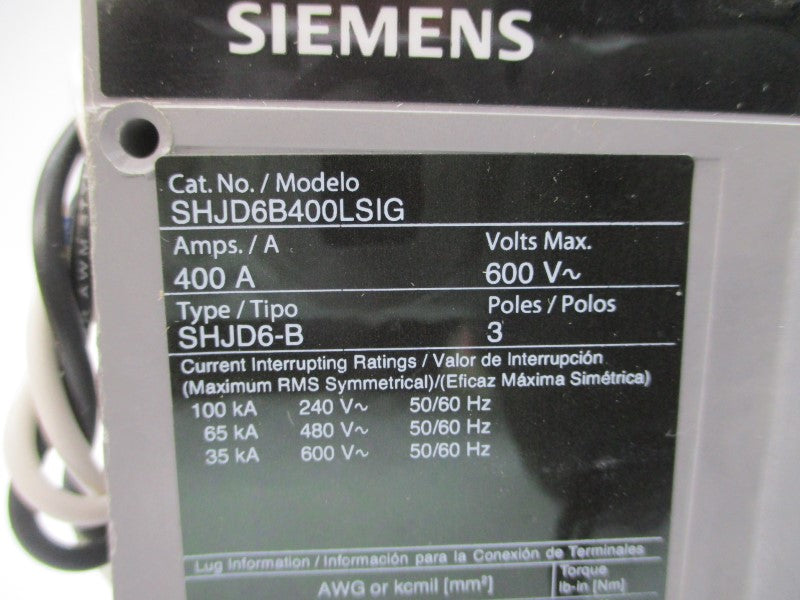 SIEMENS
Cat. No. / Modelo
SHJD6B400LSIG
Amps. / A Volts Max.
400 A 600 V~
Type / Tipo Poles / Polos
SHJD6-B 3
Current Interrupting Ratings / Valor de Interrupción
(Maximum RMS Symmetrical)/(Eficaz Máxima Simétrica)
100 kA 240 V~ 50/60 Hz
65 kA 480 V~ 50/60 Hz
35 kA 600 V~ 50/60 Hz
Lug Information / Información para la Conexión de Terminales
AWG or kcmil [mm²] Torque
lb-in [Nm]
AWM